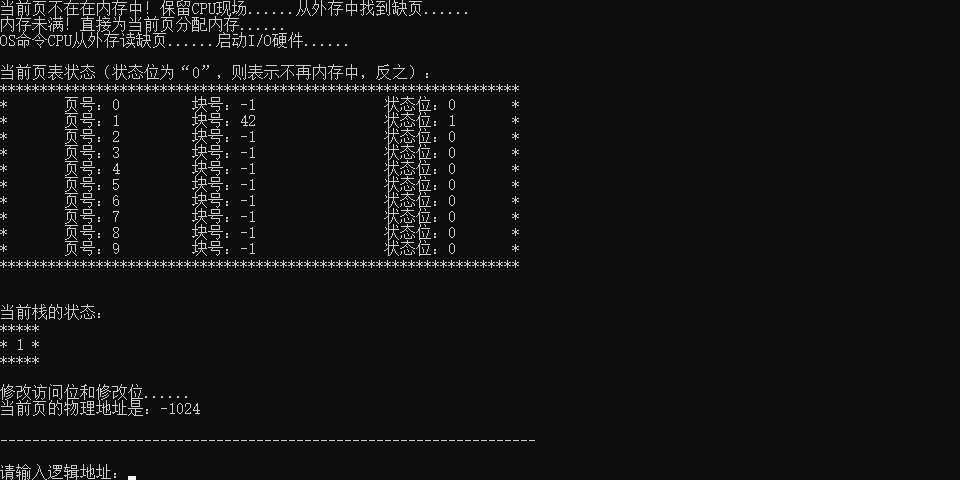 当前页不在在内存中! 保留CPU现场......从外存中找到缺页......
内存未满! 直接为当前页分配内存......
OS命令CPU从外存读缺页......启动I/O硬件......
当前页表状态（状态位为“0”，则表示不再内存中，反之）：
*****************************************************************
* 页号：0 块号：-1 状态位：0 *
* 页号：1 块号：42 状态位：1 *
* 页号：2 块号：-1 状态位：0 *
* 页号：3 块号：-1 状态位：0 *
* 页号：4 块号：-1 状态位：0 *
* 页号：5 块号：-1 状态位：0 *
* 页号：6 块号：-1 状态位：0 *
* 页号：7 块号：-1 状态位：0 *
* 页号：8 块号：-1 状态位：0 *
* 页号：9 块号：-1 状态位：0 *
*****************************************************************
当前栈的状态：
*****
* 1 *
*****
修改访问位和修改位......
当前页的物理地址是：-1024
-------------------------------------------------------------------
请输入逻辑地址：